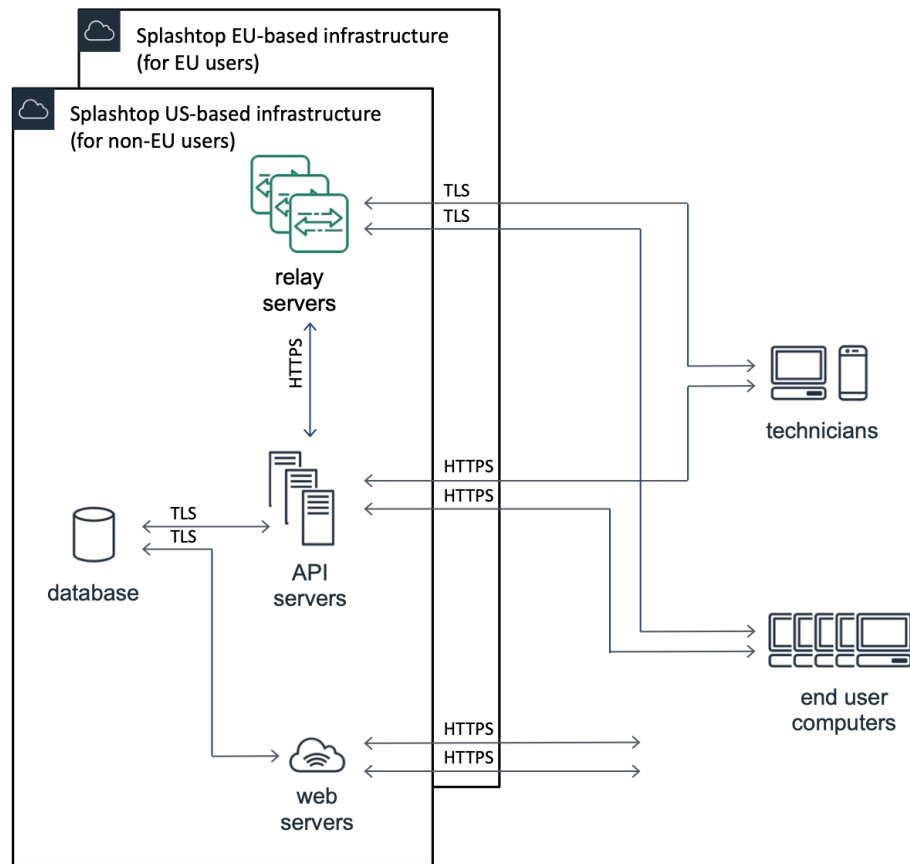 Splashtop EU-based infrastructure
(for EU users)
Splashtop US-based infrastructure
(for non-EU users)
TLS
TLS
relay
servers
HTTPS
technicians
HTTPS
HTTPS
TLS
TLS
database
API
servers
end user
computers
HTTPS
HTTPS
web
servers